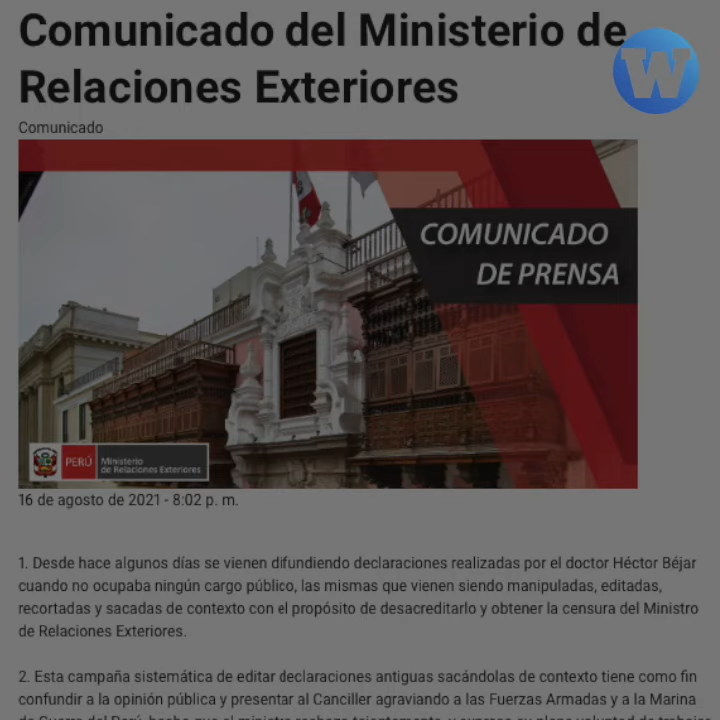 Comunicado del Ministerio de
Relaciones Exteriores
W
Comunicado
COMUNICADO
DE PRENSA
PERÚ
Ministerio
de Relaciones Exteriores
16 de agosto de 2021 - 8:02 p. m.
1. Desde hace algunos días se vienen difundiendo declaraciones realizadas por el doctor Héctor Béjar
cuando no ocupaba ningún cargo público, las mismas que vienen siendo manipuladas, editadas,
recortadas y sacadas de contexto con el propósito de desacreditarlo y obtener la censura del Ministro
de Relaciones Exteriores.
2. Esta campaña sistemática de editar declaraciones antiguas sacándolas de contexto tiene como fin
confundir a la opinión pública y presentar al Canciller agraviando a las Fuerzas Armadas y a la Marina